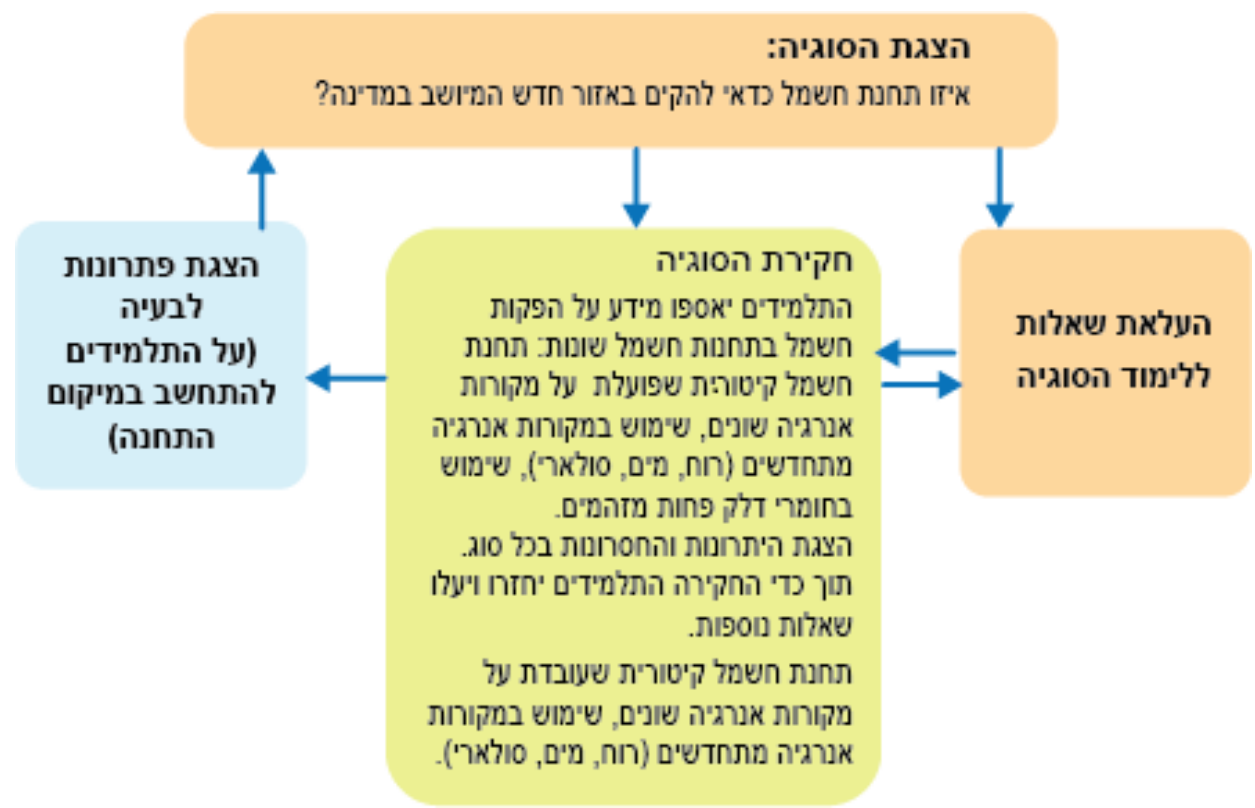 הצגת הסוגיה:
איזו תחנת חשמל כדאי להקים באזור חדש המיושב במדינה?
העלאת שאלות
ללימוד הסוגיה
חקירת הסוגיה
התלמידים יאספו מידע על הפקות
חשמל בתחנות חשמל שונות: תחנת
חשמל קיטורית שפועלת על מקורות
אנרגיה שונים, שימוש במקורות אנרגיה
מתחדשים (רוח, מים, סולארי), שימוש
בחומרי דלק פחות מזהמים.
הצגת היתרונות והחסרונות בכל סוג.
תוך כדי החקירה התלמידים יחזרו ויעלו
שאלות נוספות.
תחנת חשמל קיטורית שעובדת על
מקורות אנרגיה שונים, שימוש במקורות
אנרגיה מתחדשים (רוח, מים, סולארי).
הצגת פתרונות
לבעיה
(על התלמידים
להתחשב במיקום
התחנה)